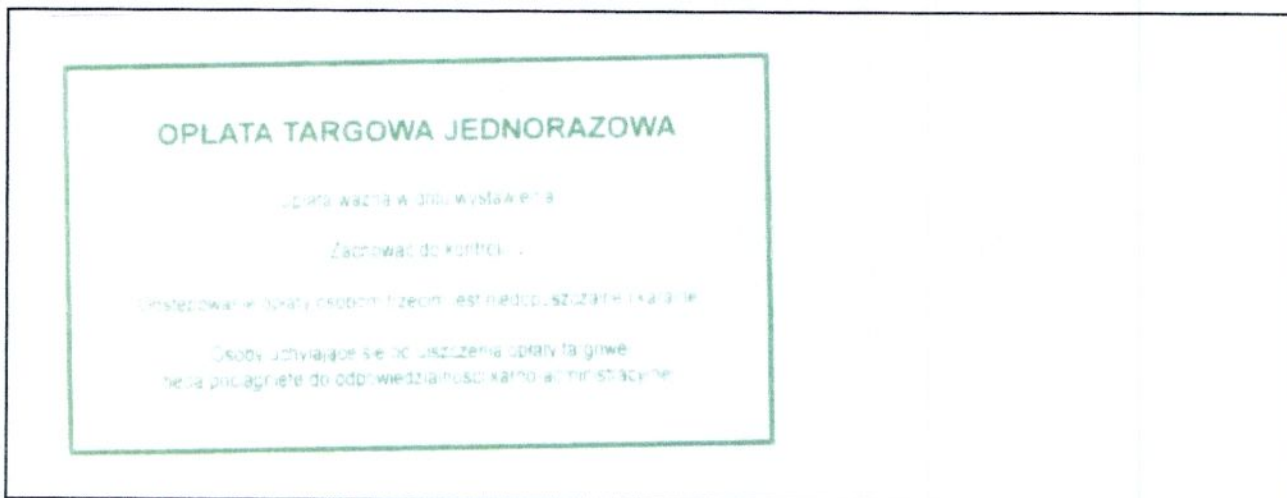 OPŁATA TARGOWA JEDNORAZOWA
Opłata ważna w dniu wystawienia
Zachować do kontroli
Odstępowanie opłaty osobom trzecim jest niedopuszczalne i karalne
Osoby uchylające się od uiszczenia opłaty targowej
będą pociągnięte do odpowiedzialności karno-administracyjnej